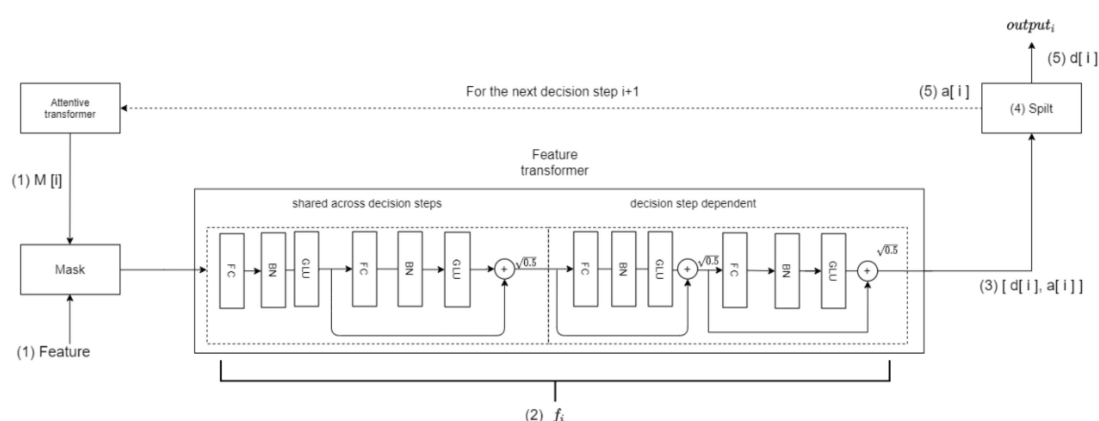 output_i
(5) d[ i ]
For the next decision step i+1
(5) a[ i ]
Attentive
transformer
(4) Spilt
Feature
transformer
(1) M [i]
shared across decision steps
decision step dependent
Mask
FC
BN
GLU
FC
BN
GLU
+
√0.5
FC
BN
GLU
+
√0.5
FC
BN
GLU
+
√0.5
(3) [ d[ i ], a[ i ] ]
(1) Feature
(2) f_i